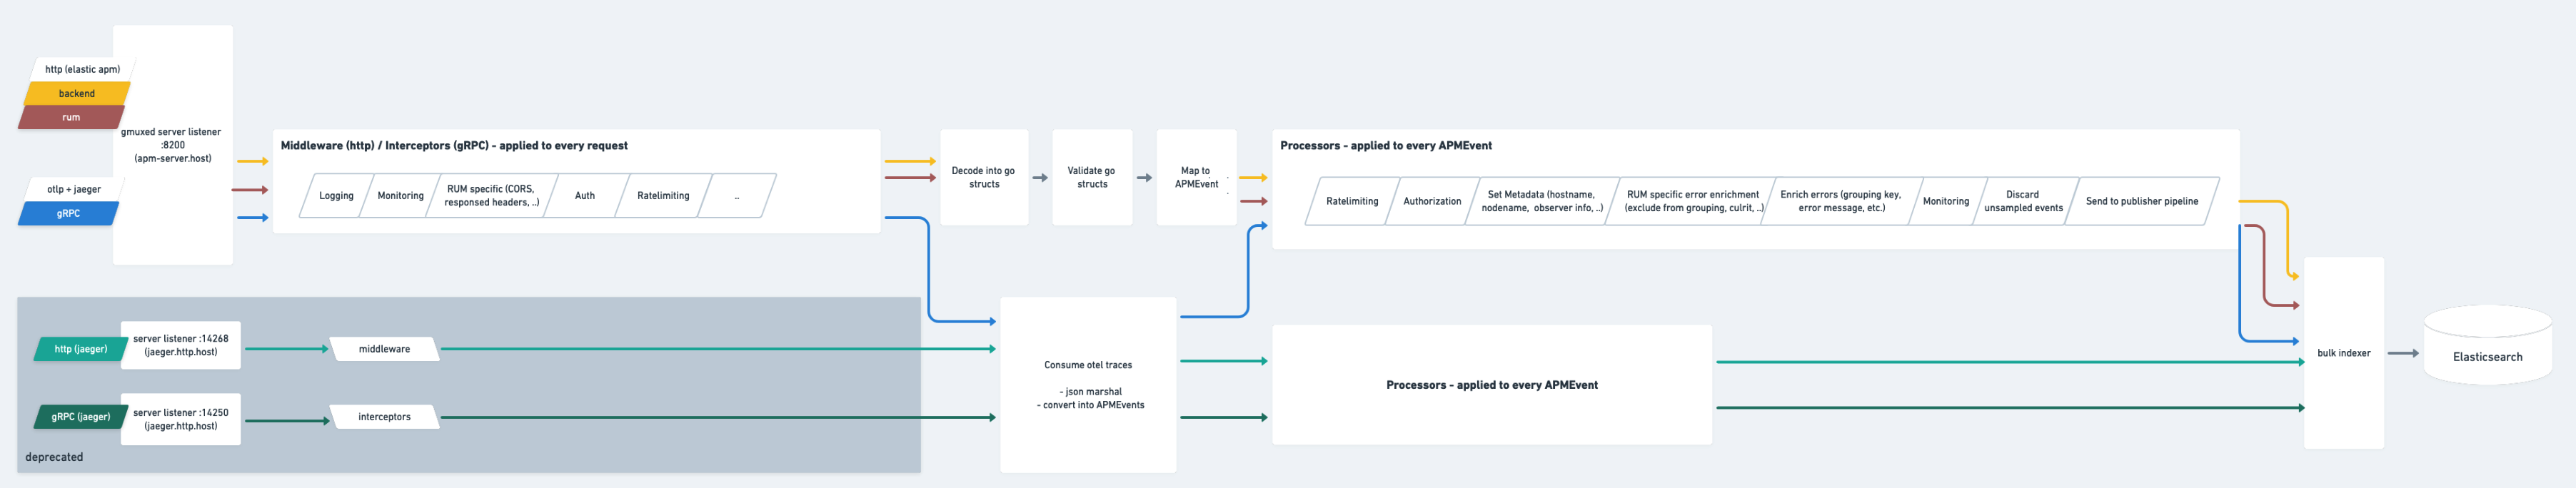 http (elastic apm)
backend
rum
gmuxed server listener
:8200
(apm-server.host)
otlp + jaeger
gRPC
Middleware (http) / Interceptors (gRPC) - applied to every request
Logging
Monitoring
RUM specific (CORS,
responsed headers, ..)
Auth
Ratelimiting
..
Decode into go
structs
Validate go
structs
Map to
APMEvent
Processors - applied to every APMEvent
Ratelimiting
Authorization
Set Metadata (hostname,
nodename, observer info, ..)
RUM specific error enrichment
(exclude from grouping, culrit, ..)
Enrich errors (grouping key,
error message, etc.)
Monitoring
Discard
unsampled events
Send to publisher pipeline
http (jaeger)
server listener :14268
(jaeger.http.host)
middleware
gRPC (jaeger)
server listener :14250
(jaeger.http.host)
interceptors
deprecated
Consume otel traces
- json marshal
- convert into APMEvents
Processors - applied to every APMEvent
bulk indexer
Elasticsearch